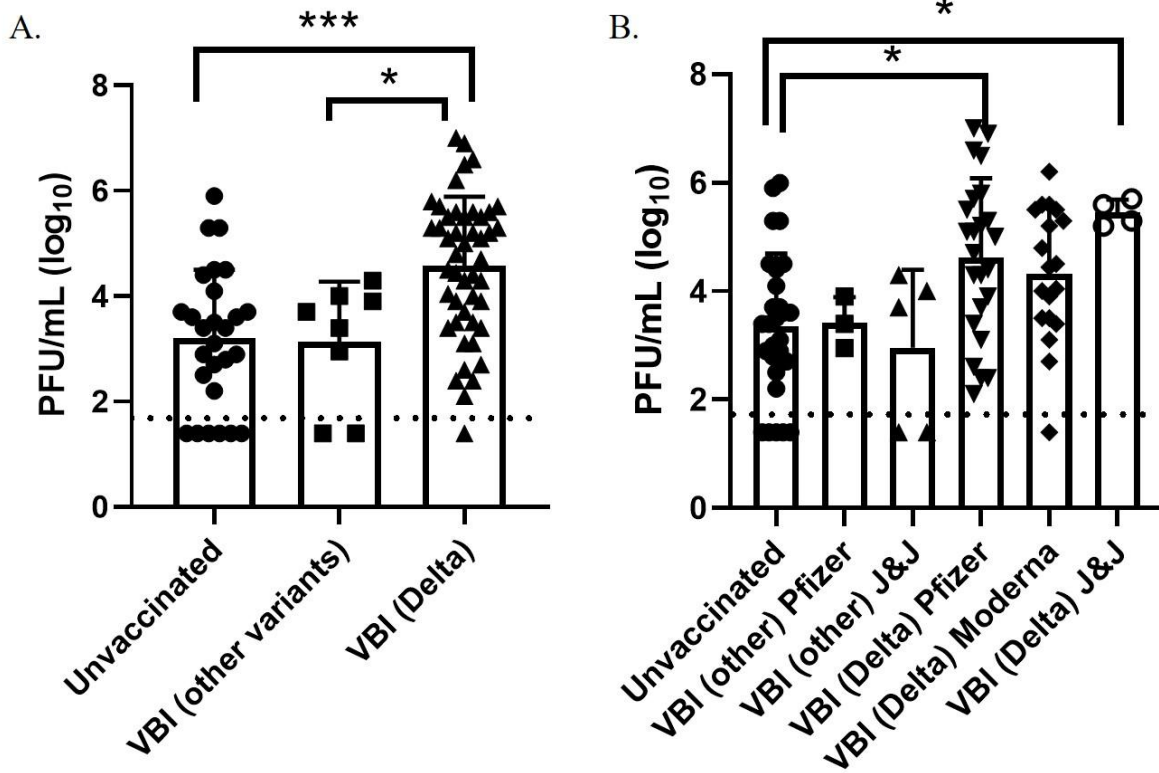 A.
***
*
8
6
4
2
0
PFU/mL (log10)
Unvaccinated
VBI (other variants)
VBI (Delta)
B.
*
*
8
6
4
2
0
PFU/mL (log10)
Unvaccinated
VBI (other) Pfizer
VBI (other) J&J
VBI (Delta) Pfizer
VBI (Delta) Moderna
VBI (Delta) J&J